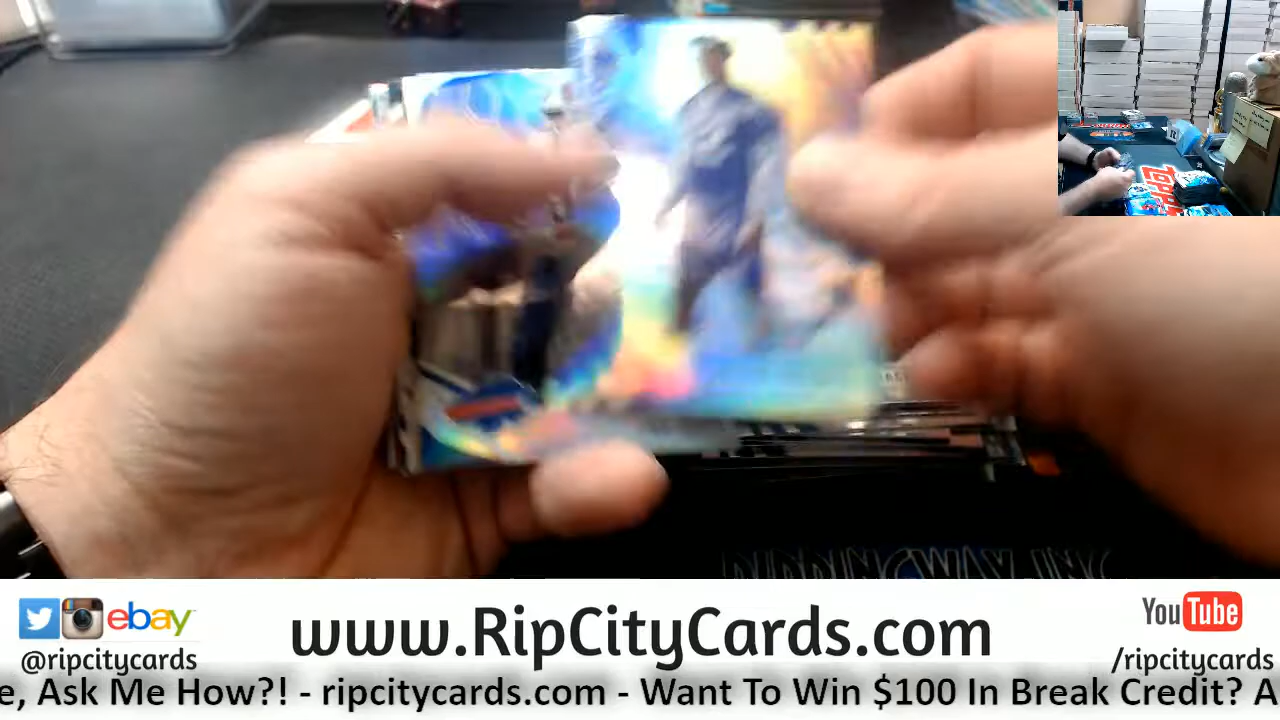 TOPPS
ebay
www.RipCityCards.com
YouTube
@ripcitycards
/ripcitycards
e, Ask Me How?! - ripcitycards.com - Want To Win $100 In Break Credit? A